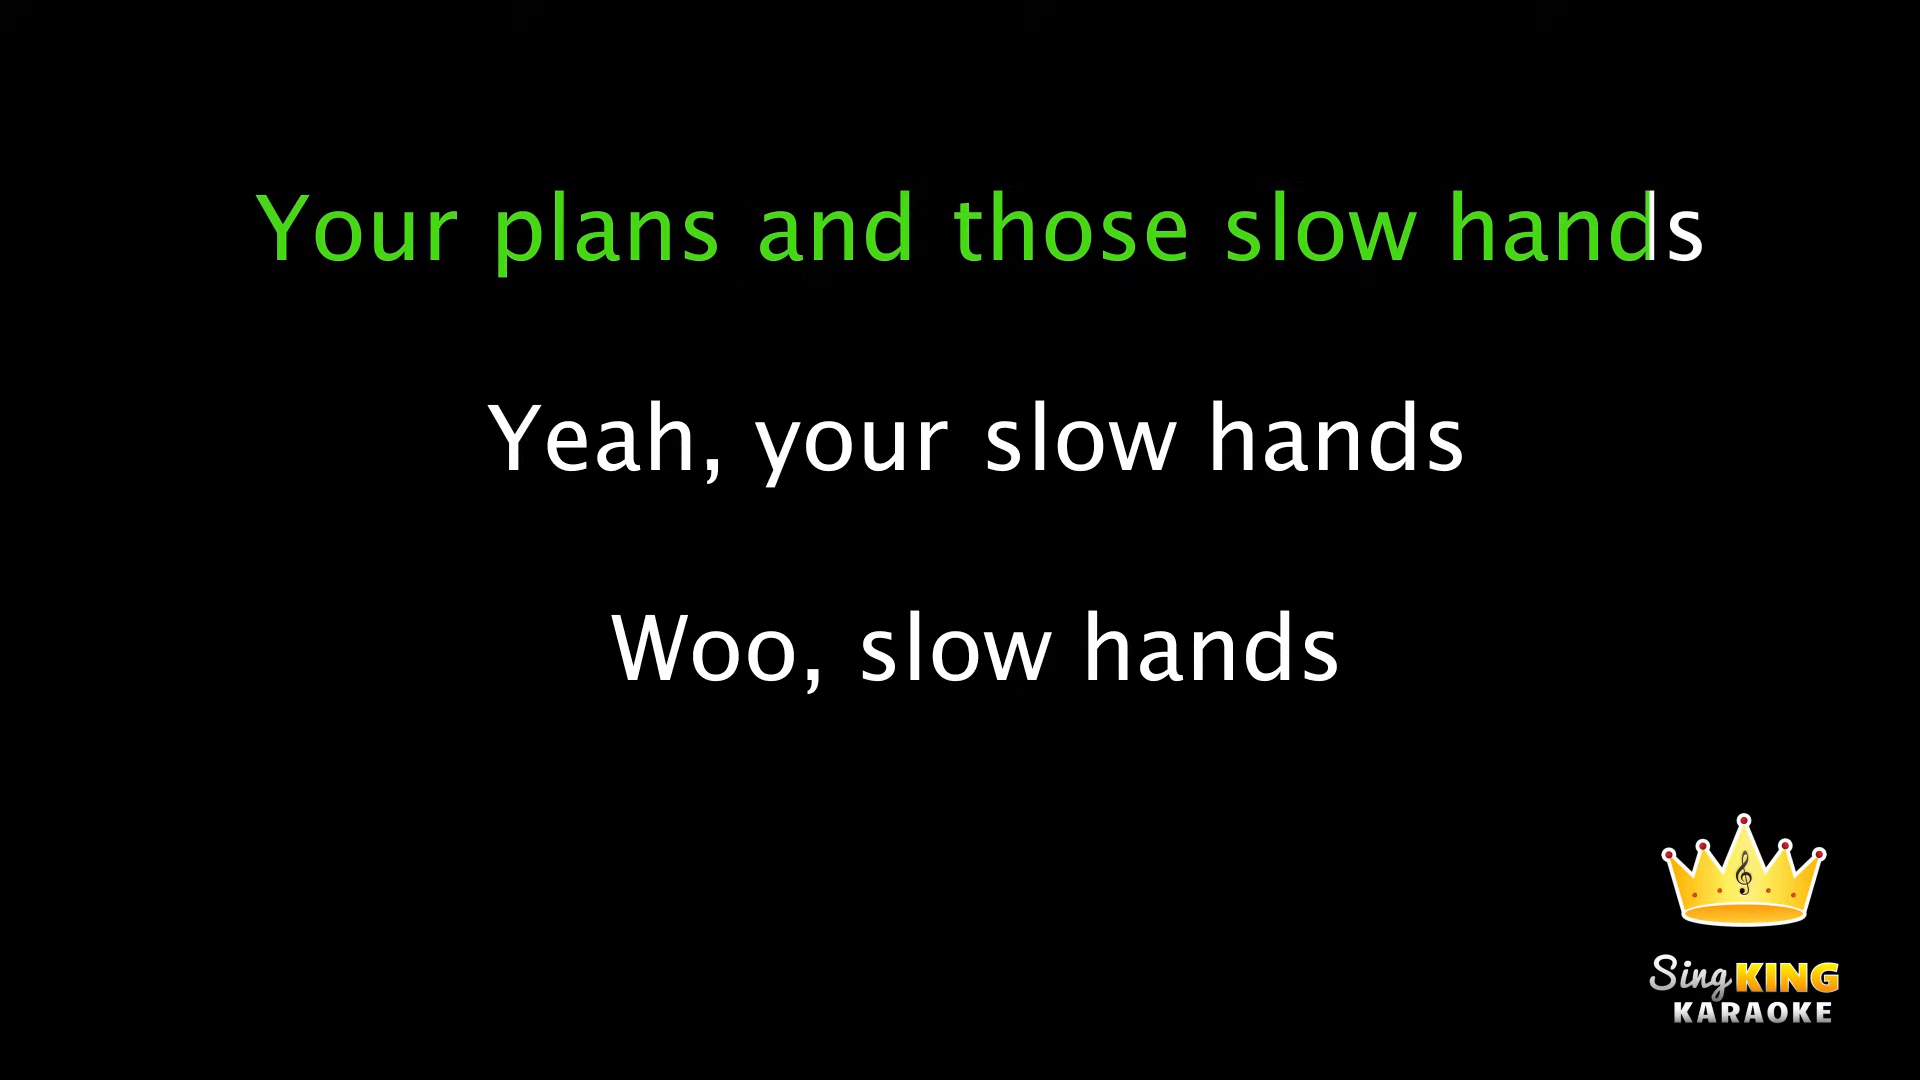 Your plans and those slow hands
Yeah, your slow hands
Woo, slow hands
Sing KING
KARAOKE